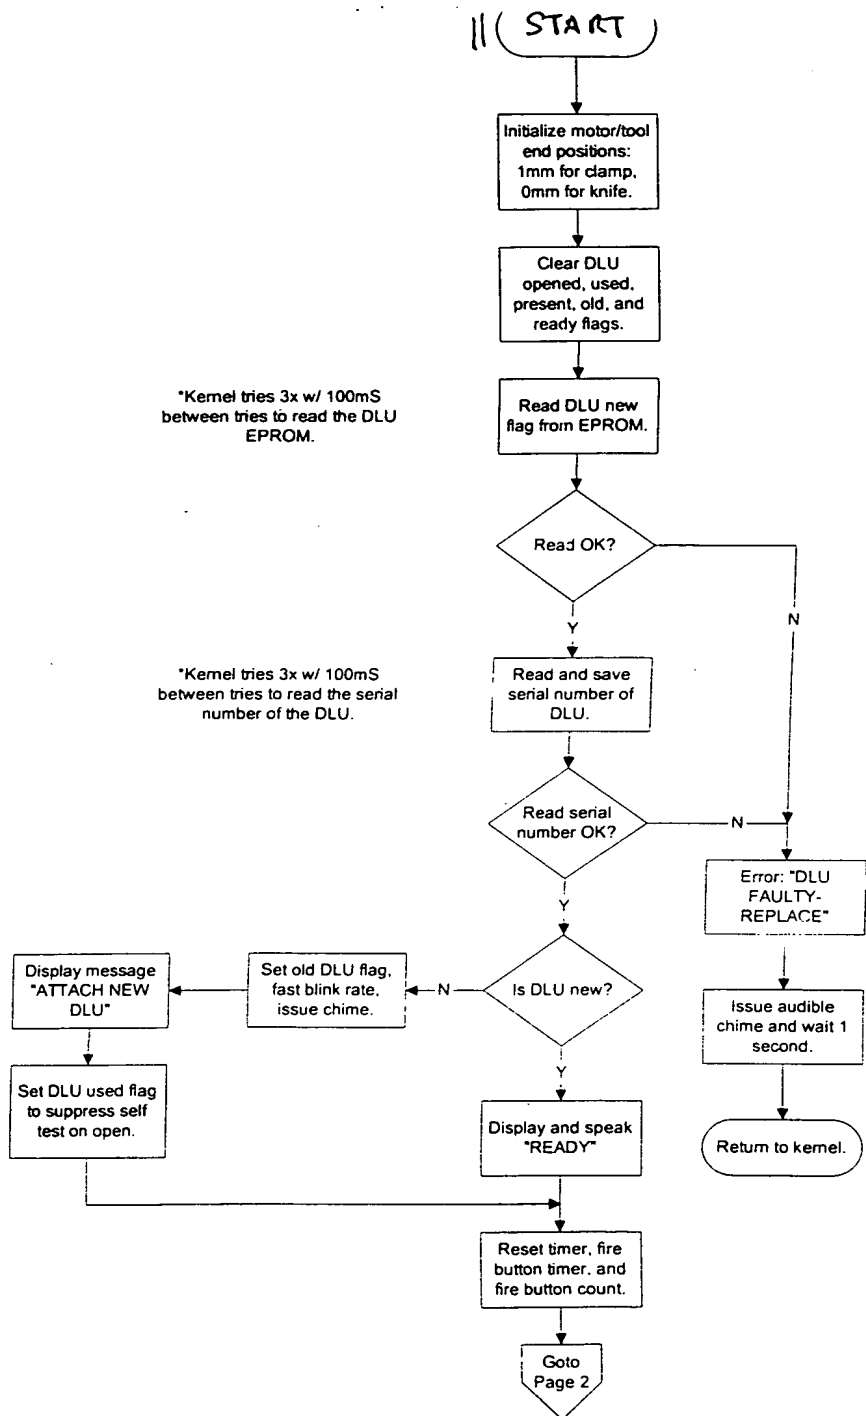 11 ( START )
Initialize motor/tool
end positions:
1mm for clamp,
0mm for knife.
Clear DLU
opened, used,
present, old, and
ready flags.
*Kernel tries 3x w/ 100mS
between tries to read the DLU
EPROM.
Read DLU new
flag from EPROM.
Read OK?
N
Y
*Kernel tries 3x w/ 100mS
between tries to read the serial
number of the DLU.
Read and save
serial number of
DLU.
Read serial
number OK?
N
Y
Error: "DLU
FAULTY-
REPLACE"
Display message
"ATTACH NEW
DLU"
Set old DLU flag,
fast blink rate,
issue chime.
N
Is DLU new?
Y
Issue audible
chime and wait 1
second.
Set DLU used flag
to suppress self
test on open.
Display and speak
"READY"
Return to kernel.
Reset timer, fire
button timer, and
fire button count.
Goto
Page 2